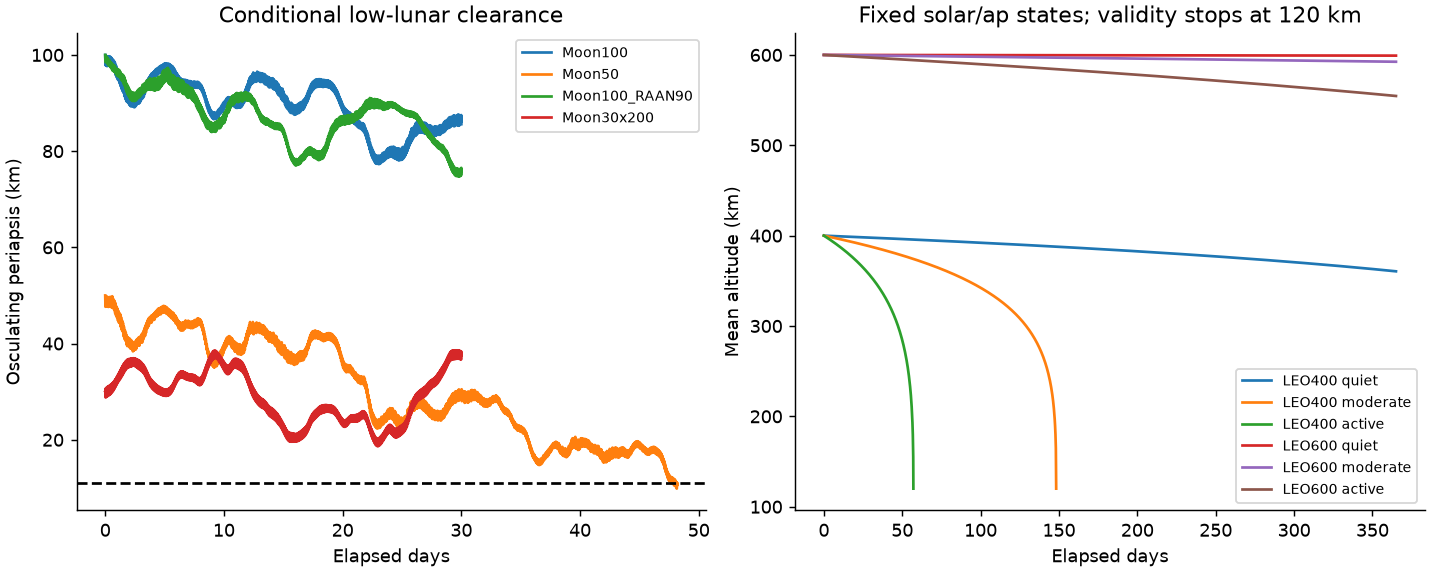 Conditional low-lunar clearance
Osculating periapsis (km)
100
80
60
40
20
0
10
20
30
40
50
Elapsed days
Moon100
Moon50
Moon100_RAAN90
Moon30x200
Fixed solar/ap states; validity stops at 120 km
Mean altitude (km)
600
500
400
300
200
100
0
50
100
150
200
250
300
350
Elapsed days
LEO400 quiet
LEO400 moderate
LEO400 active
LEO600 quiet
LEO600 moderate
LEO600 active